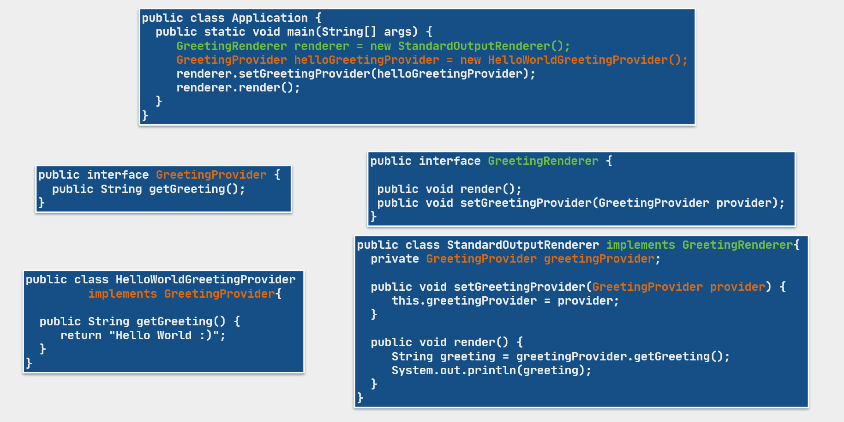 public class Application {
public static void main(String[] args) {
GreetingRenderer renderer = new StandardOutputRenderer();
GreetingProvider helloGreetingProvider = new HelloWorldGreetingProvider();
renderer.setGreetingProvider(helloGreetingProvider);
renderer.render();
}
}
public interface GreetingProvider {
public String getGreeting();
}
public interface GreetingRenderer {
public void render();
public void setGreetingProvider(GreetingProvider provider);
}
public class HelloWorldGreetingProvider
implements GreetingProvider{
public String getGreeting() {
return "Hello World :)";
}
}
public class StandardOutputRenderer implements GreetingRenderer{
private GreetingProvider greetingProvider;
public void setGreetingProvider(GreetingProvider provider) {
this.greetingProvider = provider;
}
public void render() {
String greeting = greetingProvider.getGreeting();
System.out.println(greeting);
}
}